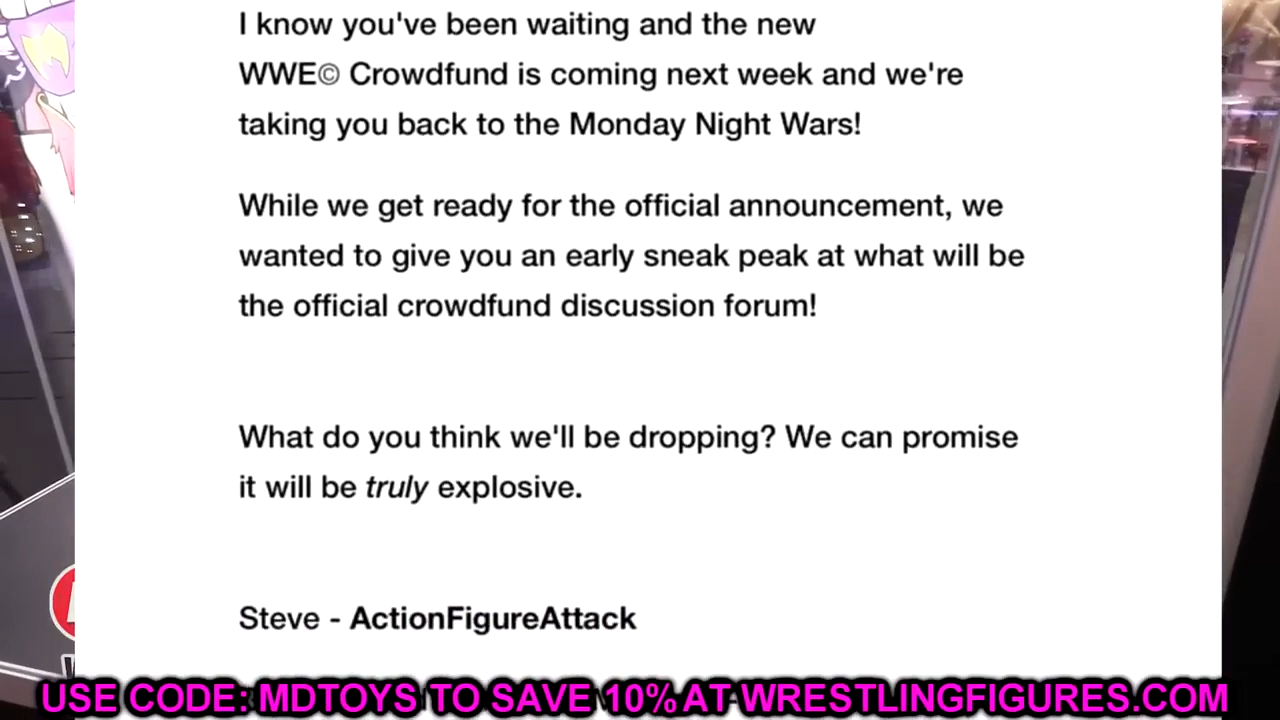 I know you've been waiting and the new
WWE© Crowdfund is coming next week and we're
taking you back to the Monday Night Wars!
While we get ready for the official announcement, we
wanted to give you an early sneak peak at what will be
the official crowdfund discussion forum!
What do you think we'll be dropping? We can promise
it will be truly explosive.
Steve - ActionFigureAttack
USE CODE: MDTOYS TO SAVE 10% AT WRESTLINGFIGURES.COM